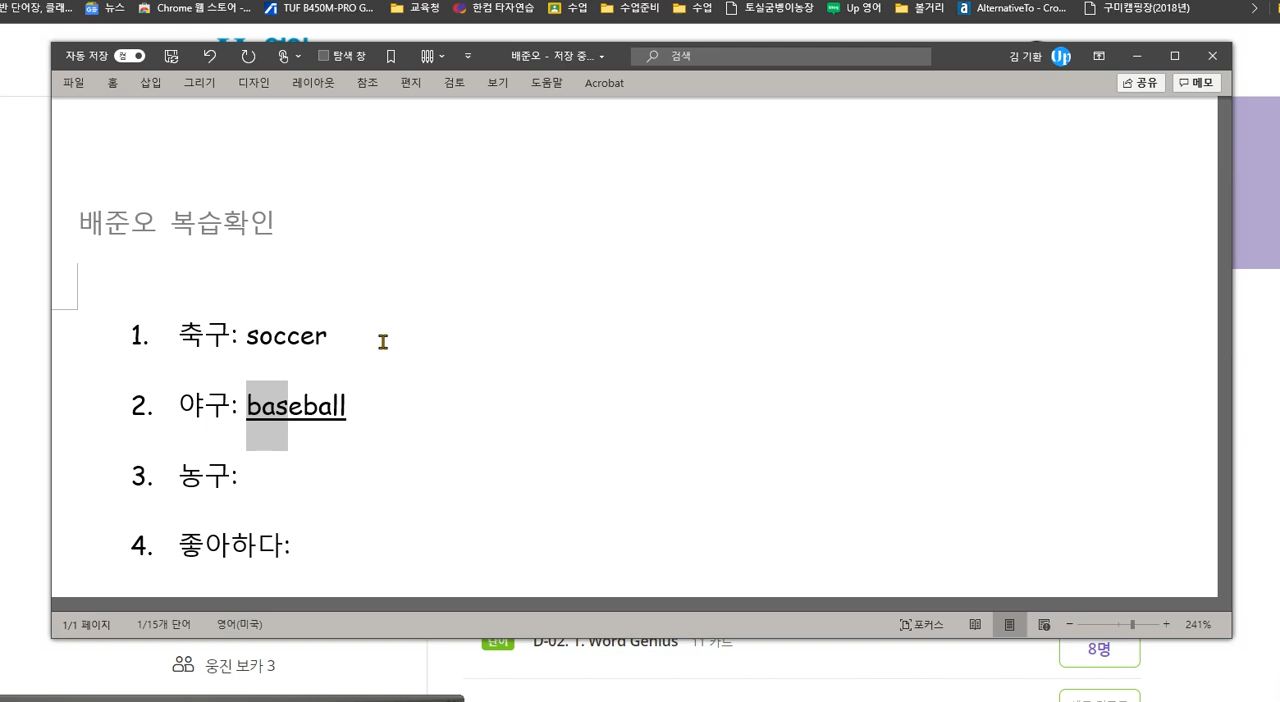 반 단어장, 클래... 뉴스 Chrome 웹 스토어 -... TUF B450M-PRO G... 교육청 한컴 타자연습 수업 수업준비 수업 토실굼벵이농장 Up 영어 볼거리 AlternativeTo - Cro... 구미캠핑장(2018년)
자동 저장 컴 탐색 창 배준오 - 저장 중... 검색 김 기환 Up
파일 홈 삽입 그리기 디자인 레이아웃 참조 편지 검토 보기 도움말 Acrobat 공유 메모
배준오 복습확인
1. 축구: soccer
2. 야구: baseball
3. 농구:
4. 좋아하다:
1/1 페이지 1/15개 단어 영어(미국) 포커스 241%
단어 D-02. 1. Word Genius 11 카드 8명
웅진 보카 3